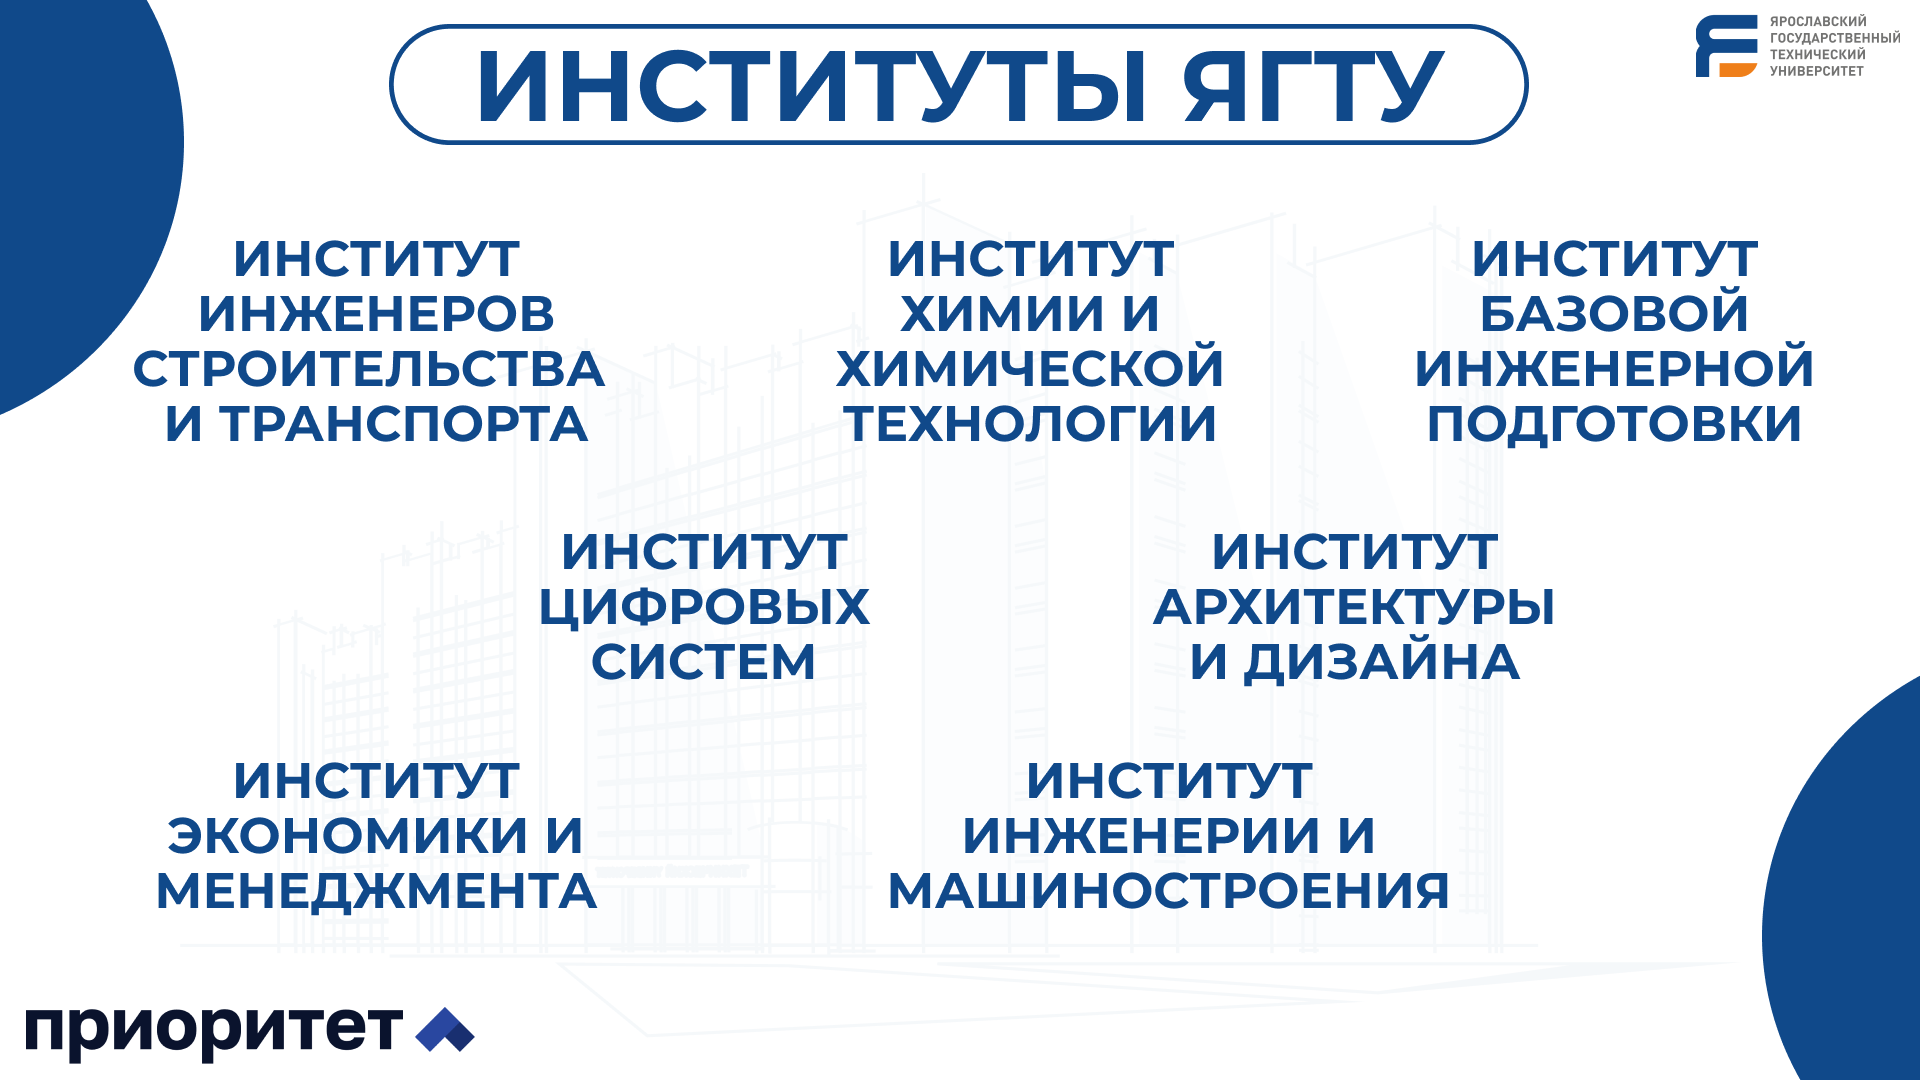 ИНСТИТУТЫ ЯГТУ
ЯРОСЛАВСКИЙ
ГОСУДАРСТВЕННЫЙ
ТЕХНИЧЕСКИЙ
УНИВЕРСИТЕТ
ИНСТИТУТ
ИНЖЕНЕРОВ
СТРОИТЕЛЬСТВА
И ТРАНСПОРТА
ИНСТИТУТ
ХИМИИ И
ХИМИЧЕСКОЙ
ТЕХНОЛОГИИ
ИНСТИТУТ
БАЗОВОЙ
ИНЖЕНЕРНОЙ
ПОДГОТОВКИ
ИНСТИТУТ
ЦИФРОВЫХ
СИСТЕМ
ИНСТИТУТ
АРХИТЕКТУРЫ
И ДИЗАЙНА
ИНСТИТУТ
ЭКОНОМИКИ И
МЕНЕДЖМЕНТА
ИНСТИТУТ
ИНЖЕНЕРИИ И
МАШИНОСТРОЕНИЯ
приоритет